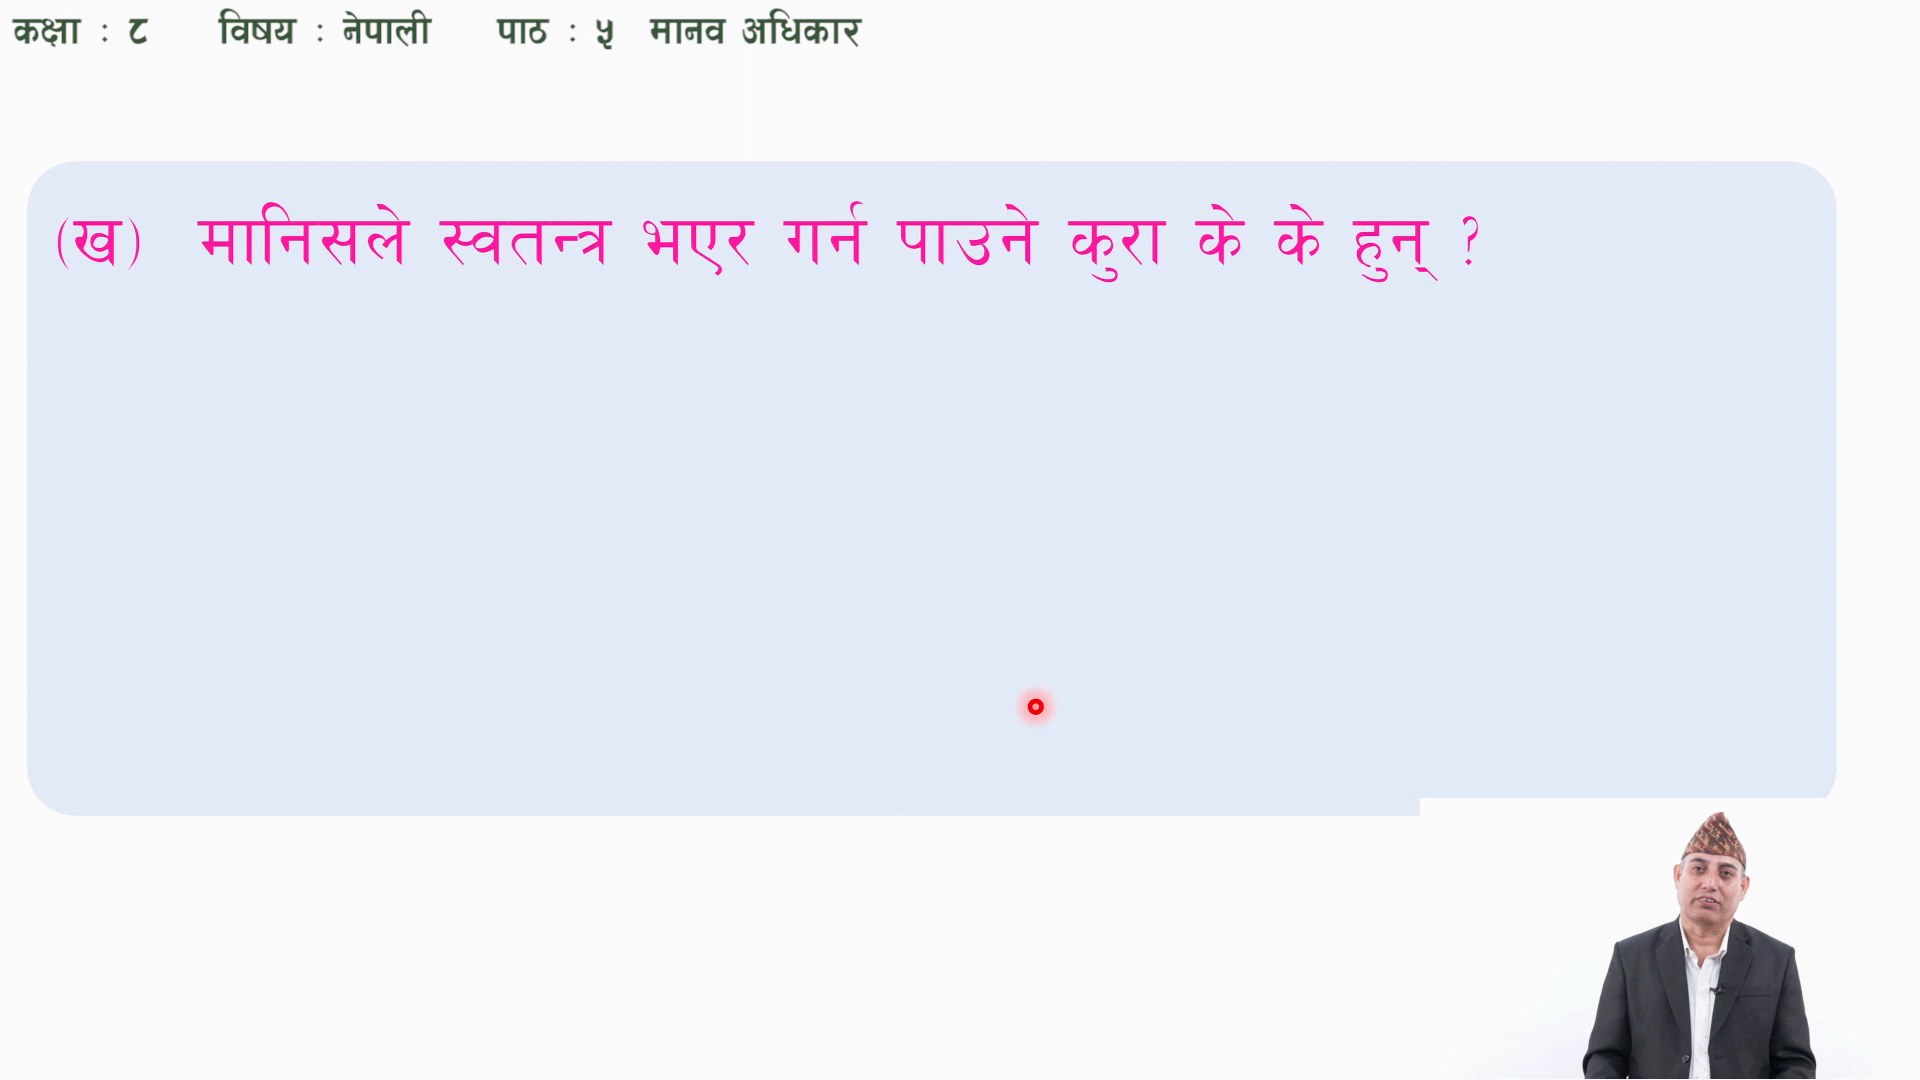 कक्षा : ८ विषय : नेपाली पाठ : ५ मानव अधिकार
(ख) मानिसले स्वतन्त्र भएर गर्न पाउने कुरा के के हुन् ?